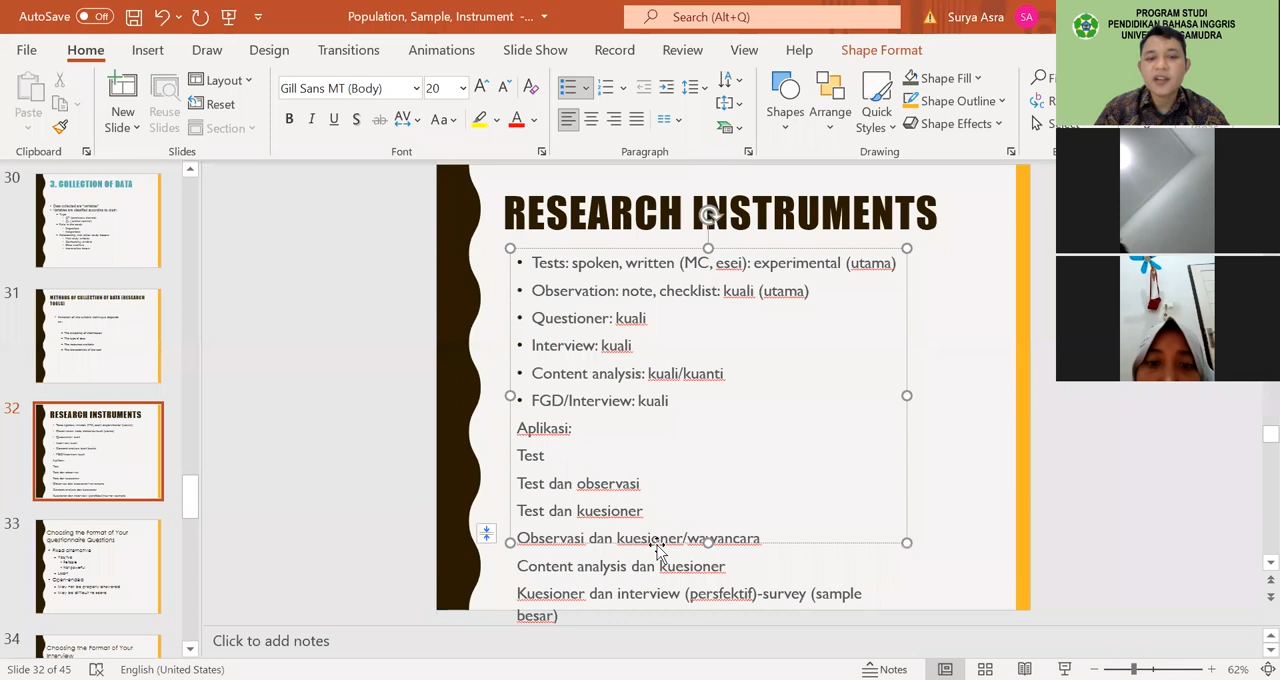 AutoSave
Off
Population, Sample, Instrument -...
Search (Alt+Q)
Surya Asra
SA
PROGRAM STUDI
PENDIDIKAN BAHASA INGGRIS
File
Home
Insert
Draw
Design
Transitions
Animations
Slide Show
Record
Review
View
Help
Shape Format
Paste
New
Slide
Reuse
Slides
Layout
Reset
Section
Gill Sans MT (Body)
20
Aa
Shapes
Arrange
Quick
Styles
Shape Fill
Shape Outline
Shape Effects
Clipboard
Slides
Font
Paragraph
Drawing
30
3. COLLECTION OF DATA
31
METHODS OF COLLECTION OF DATA (RESEARCH
TOOLS)
32
RESEARCH INSTRUMENTS
33
Choosing the Format of Your
questionnaire Questions
34
Choosing the Format of Your
Interview
RESEARCH INSTRUMENTS
• Tests: spoken, written (MC, esei): experimental (utama)
• Observation: note, checklist: kuali (utama)
• Questioner: kuali
• Interview: kuali
• Content analysis: kuali/kuanti
• FGD/Interview: kuali
Aplikasi:
Test
Test dan observasi
Test dan kuesioner
Observasi dan kuesioner/wawancara
Content analysis dan kuesioner
Kuesioner dan interview (persfektif)-survey (sample
besar)
Click to add notes
Slide 32 of 45
English (United States)
Notes
62%